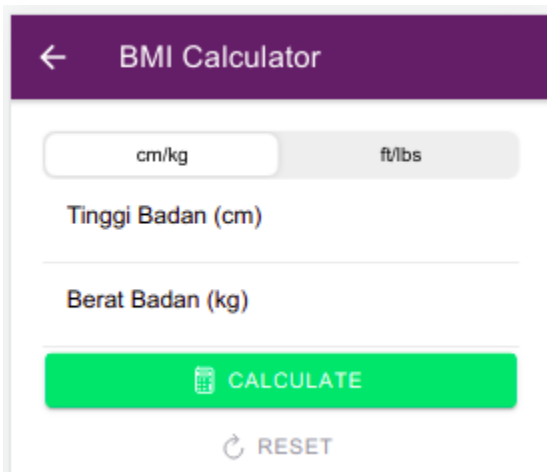 BMI Calculator
cm/kg ft/lbs
Tinggi Badan (cm)
Berat Badan (kg)
CALCULATE
RESET